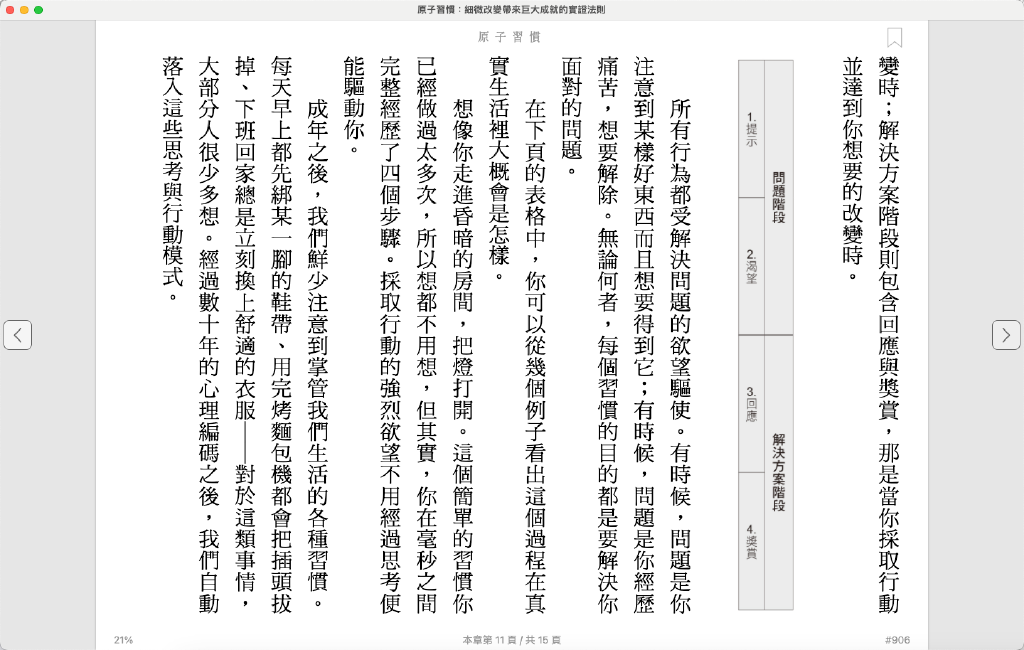 原子習慣：細微改變帶來巨大成就的實證法則
原子習慣
變時；解決方案階段則包含回應與獎賞，那是當你採取行動
並達到你想要的改變時。
問題階段
解決方案階段
1.提示
2.渴望
3.回應
4.獎賞
所有行為都受解決問題的欲望驅使。有時候，問題是你
注意到某樣好東西而且想要得到它；有時候，問題是你經歷
痛苦，想要解除。無論何者，每個習慣的目的都是要解決你
面對的問題。
在下頁的表格中，你可以從幾個例子看出這個過程在真
實生活裡大概會是怎樣。
想像你走進昏暗的房間，把燈打開。這個簡單的習慣你
已經做過太多次，所以想都不用想，但其實，你在毫秒之間
完整經歷了四個步驟。採取行動的強烈欲望不用經過思考便
能驅動你。
成年之後，我們鮮少注意到掌管我們生活的各種習慣。
每天早上都先綁某一腳的鞋帶、用完烤麵包機都會把插頭拔
掉、下班回家總是立刻換上舒適的衣服——對於這類事情，
大部分人很少多想。經過數十年的心理編碼之後，我們自動
落入這些思考與行動模式。
21%
本章第 11 頁 / 共 15 頁
#906